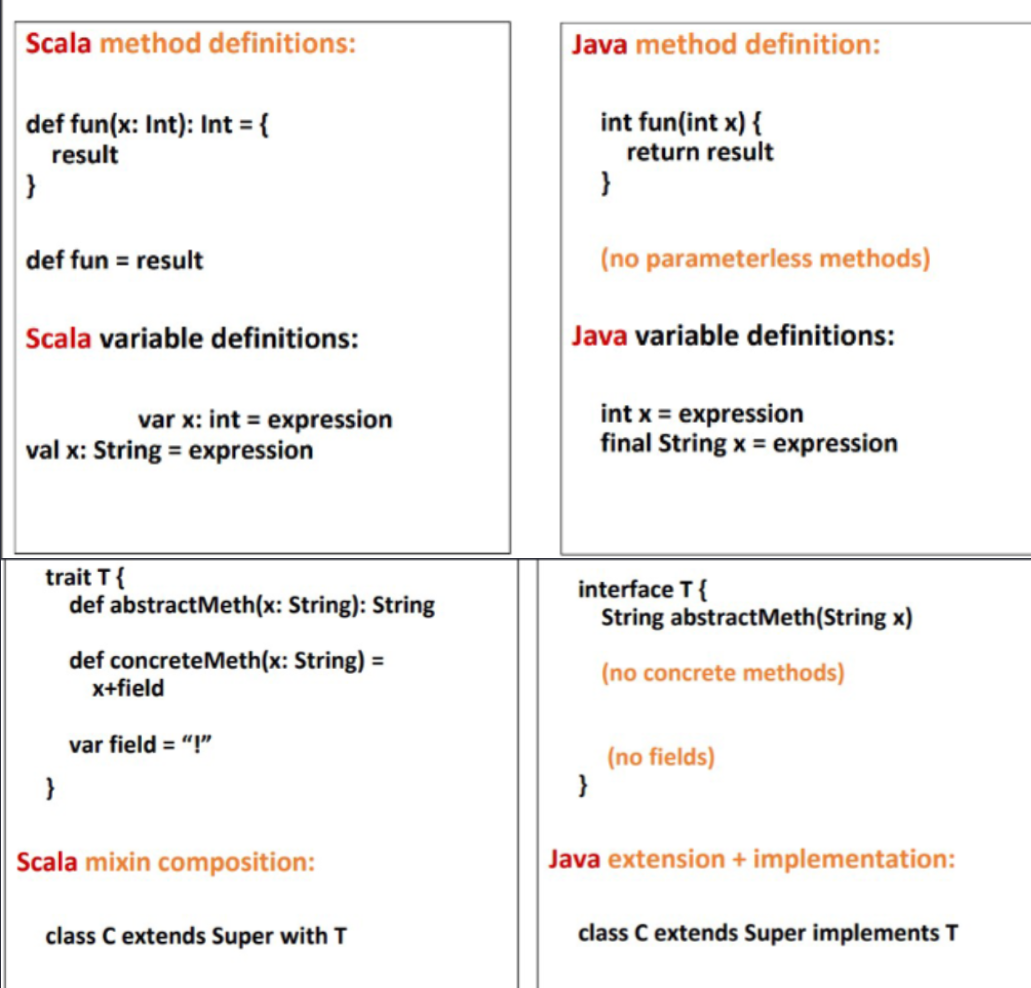 Scala method definitions:
def fun(x: Int): Int = {
result
}
def fun = result
Scala variable definitions:
var x: int = expression
val x: String = expression
Java method definition:
int fun(int x) {
return result
}
(no parameterless methods)
Java variable definitions:
int x = expression
final String x = expression
trait T {
def abstractMeth(x: String): String
def concreteMeth(x: String) =
x+field
var field = “!”
}
Scala mixin composition:
class C extends Super with T
interface T {
String abstractMeth(String x)
(no concrete methods)
(no fields)
}
Java extension + implementation:
class C extends Super implements T